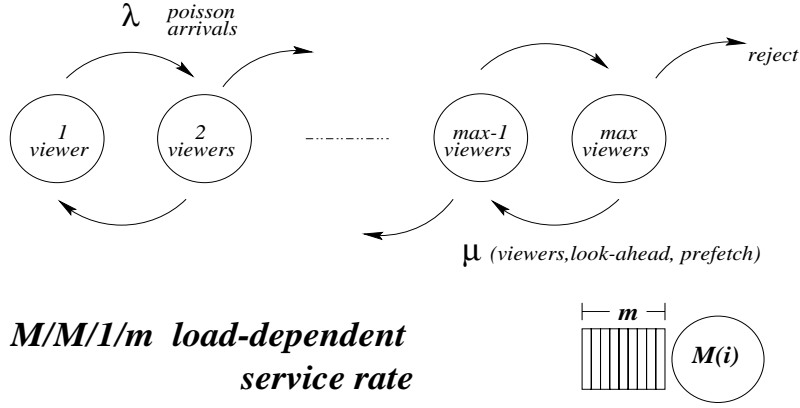 λ poisson
arrivals
reject
1
viewer
2
viewers
max-1
viewers
max
viewers
μ (viewers,look-ahead, prefetch)
M/M/1/m load-dependent
service rate
m
M(i)